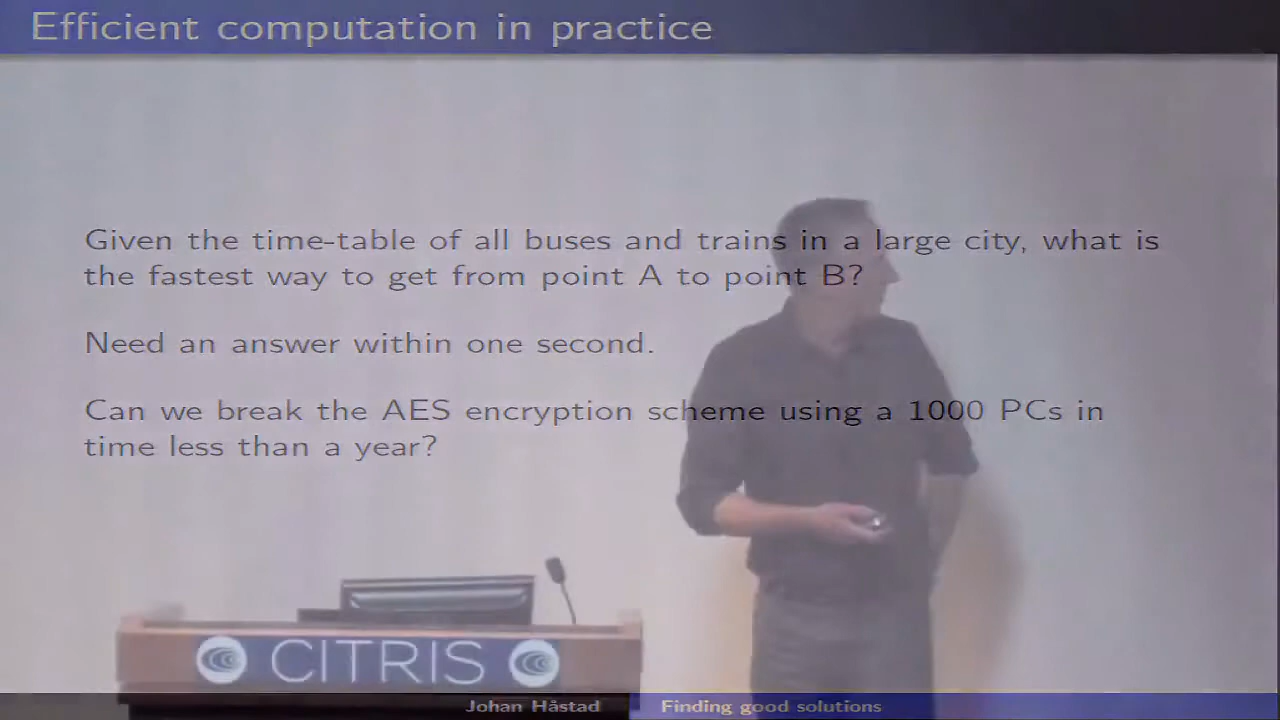 Efficient computation in practice
Given the time-table of all buses and trains in a large city, what is
the fastest way to get from point A to point B?
Need an answer within one second.
Can we break the AES encryption scheme using a 1000 PCs in
time less than a year?
CITRIS
Johan Håstad Finding good solutions